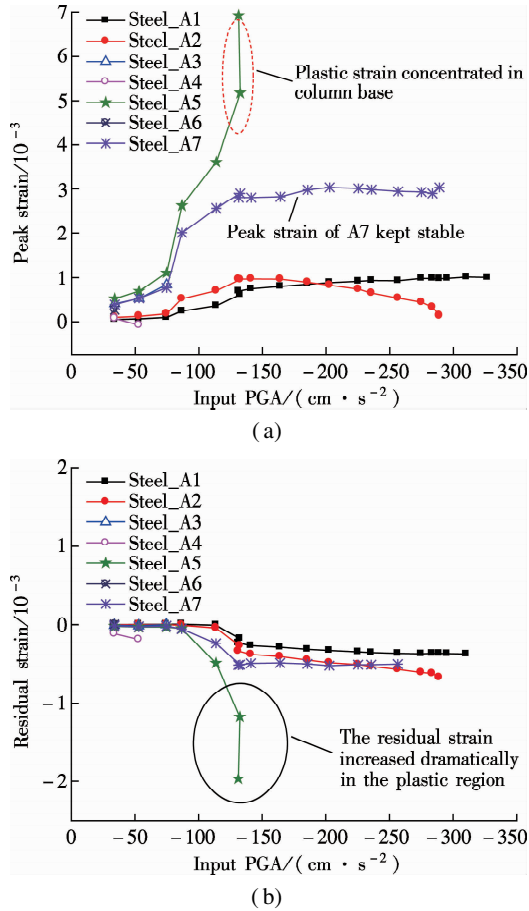 7
6
5
4
3
2
1
0
Peak strain/10⁻³
Steel_A1
Steel_A2
Steel_A3
Steel_A4
Steel_A5
Steel_A6
Steel_A7
Plastic strain concentrated in
column base
Peak strain of A7 kept stable
0 −50 −100 −150 −200 −250 −300 −350
Input PGA/(cm · s⁻²)
(a)
2
1
0
−1
−2
Residual strain/10⁻³
Steel_A1
Steel_A2
Steel_A3
Steel_A4
Steel_A5
Steel_A6
Steel_A7
The residual strain
increased dramatically
in the plastic region
0 −50 −100 −150 −200 −250 −300 −350
Input PGA/(cm · s⁻²)
(b)